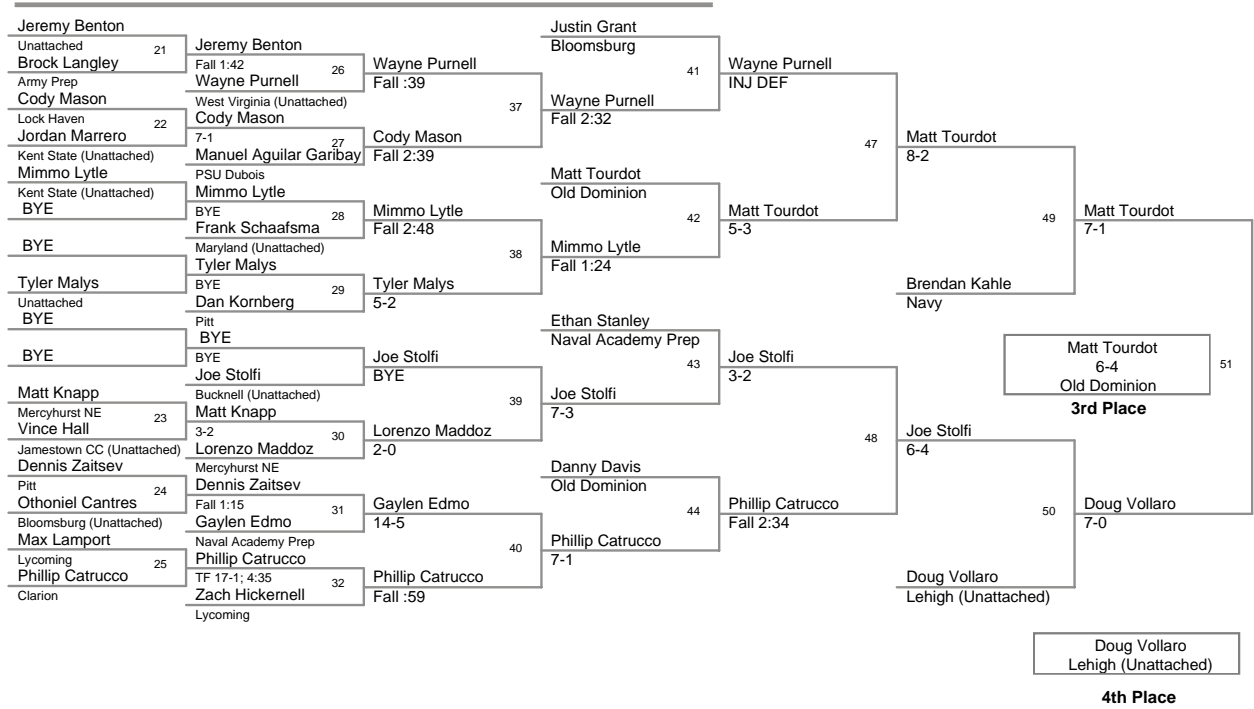 Jeremy Benton
Unattached
21
Brock Langley
Army Prep
Cody Mason
Lock Haven
22
Jordan Marrero
Kent State (Unattached)
Mimmo Lytle
Kent State (Unattached)
BYE
BYE
Tyler Malys
Unattached
BYE
BYE
Matt Knapp
Mercyhurst NE
23
Vince Hall
Jamestown CC (Unattached)
Dennis Zaitsev
Pitt
24
Othoniel Cantres
Bloomsburg (Unattached)
Max Lamport
Lycoming
25
Phillip Catrucco
Clarion
Jeremy Benton
Fall 1:42
26
Wayne Purnell
West Virginia (Unattached)
Cody Mason
7-1
27
Manuel Aguilar Garibay
PSU Dubois
Mimmo Lytle
BYE
28
Frank Schaafsma
Maryland (Unattached)
Tyler Malys
BYE
29
Dan Kornberg
Pitt
BYE
BYE
Joe Stolfi
Bucknell (Unattached)
Matt Knapp
3-2
30
Lorenzo Maddoz
Mercyhurst NE
Dennis Zaitsev
Fall 1:15
31
Gaylen Edmo
Naval Academy Prep
Phillip Catrucco
TF 17-1; 4:35
32
Zach Hickernell
Lycoming
Wayne Purnell
Fall :39
37
Cody Mason
Fall 2:39
Mimmo Lytle
Fall 2:48
38
Tyler Malys
5-2
Joe Stolfi
BYE
39
Lorenzo Maddoz
2-0
Gaylen Edmo
14-5
40
Phillip Catrucco
Fall :59
Justin Grant
Bloomsburg
41
Wayne Purnell
Fall 2:32
Matt Tourdot
Old Dominion
42
Mimmo Lytle
Fall 1:24
Ethan Stanley
Naval Academy Prep
43
Joe Stolfi
7-3
Danny Davis
Old Dominion
44
Phillip Catrucco
7-1
Wayne Purnell
INJ DEF
47
Matt Tourdot
5-3
Joe Stolfi
3-2
48
Phillip Catrucco
Fall 2:34
Matt Tourdot
8-2
49
Brendan Kahle
Navy
Joe Stolfi
6-4
50
Doug Vollaro
Lehigh (Unattached)
Matt Tourdot
7-1
51
Doug Vollaro
7-0
Matt Tourdot
6-4
Old Dominion
3rd Place
Doug Vollaro
Lehigh (Unattached)
4th Place